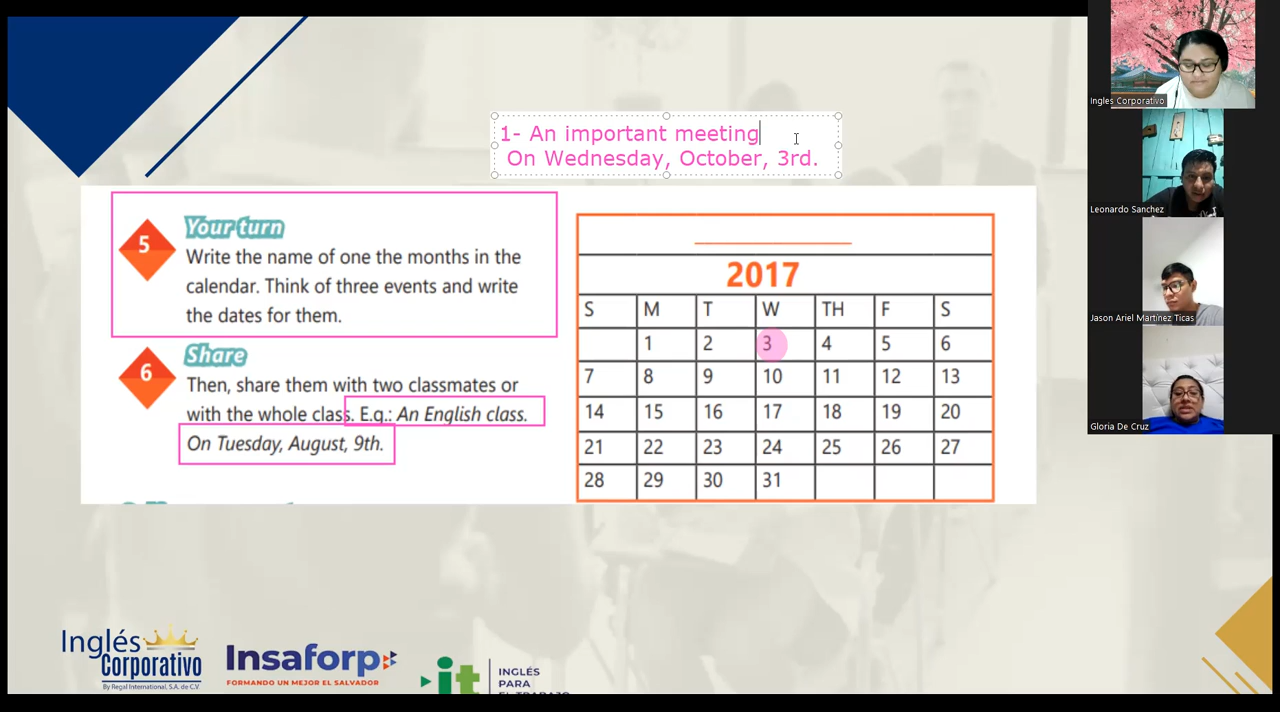 1- An important meeting
On Wednesday, October, 3rd.
5
Your turn
Write the name of one the months in the
calendar. Think of three events and write
the dates for them.
6
Share
Then, share them with two classmates or
with the whole class. E.g.: An English class.
On Tuesday, August, 9th.
2017
S M T W TH F S
1 2 3 4 5 6
7 8 9 10 11 12 13
14 15 16 17 18 19 20
21 22 23 24 25 26 27
28 29 30 31
Ingles Corporativo
Leonardo Sanchez
Jason Ariel Martinez Ticas
Gloria De Cruz
Inglés
Corporativo
By Regal International, S.A. de C.V.
Insaforp
FORMANDO UN MEJOR EL SALVADOR
it
INGLÉS
PARA
EL TRABAJO